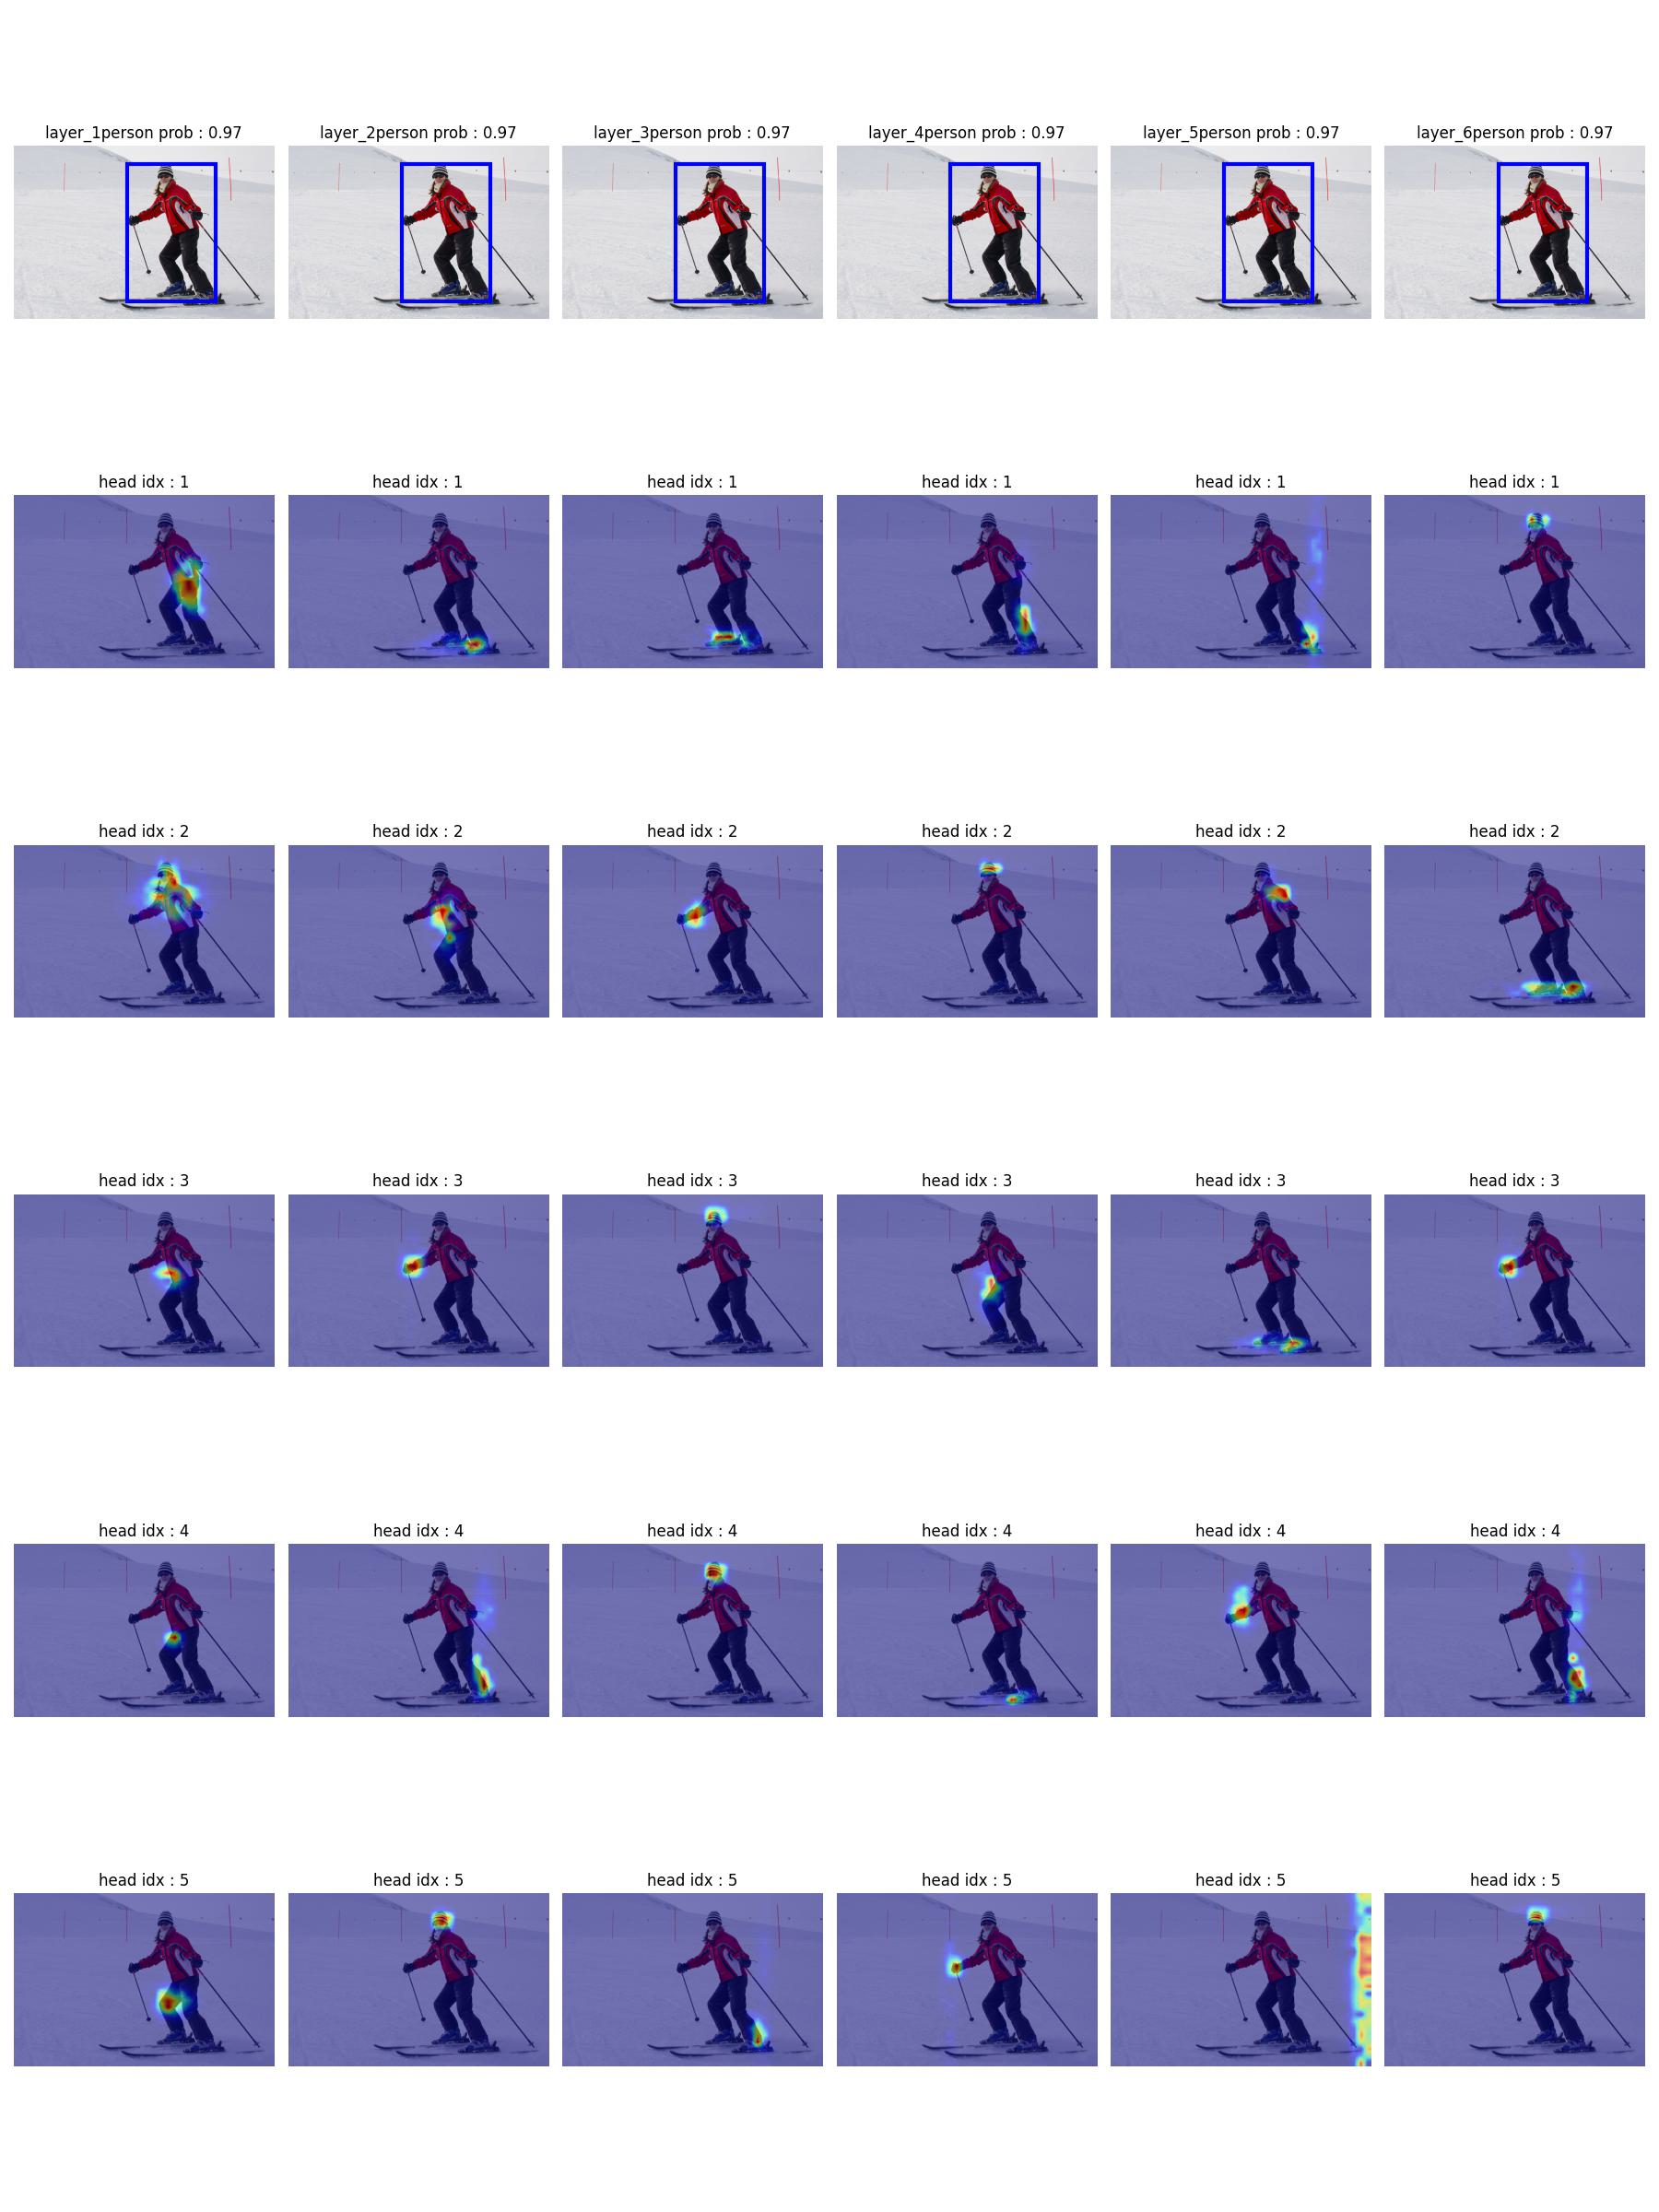 layer_1person prob : 0.97 layer_2person prob : 0.97 layer_3person prob : 0.97 layer_4person prob : 0.97 layer_5person prob : 0.97 layer_6person prob : 0.97
head idx : 1 head idx : 1 head idx : 1 head idx : 1 head idx : 1 head idx : 1
head idx : 2 head idx : 2 head idx : 2 head idx : 2 head idx : 2 head idx : 2
head idx : 3 head idx : 3 head idx : 3 head idx : 3 head idx : 3 head idx : 3
head idx : 4 head idx : 4 head idx : 4 head idx : 4 head idx : 4 head idx : 4
head idx : 5 head idx : 5 head idx : 5 head idx : 5 head idx : 5 head idx : 5